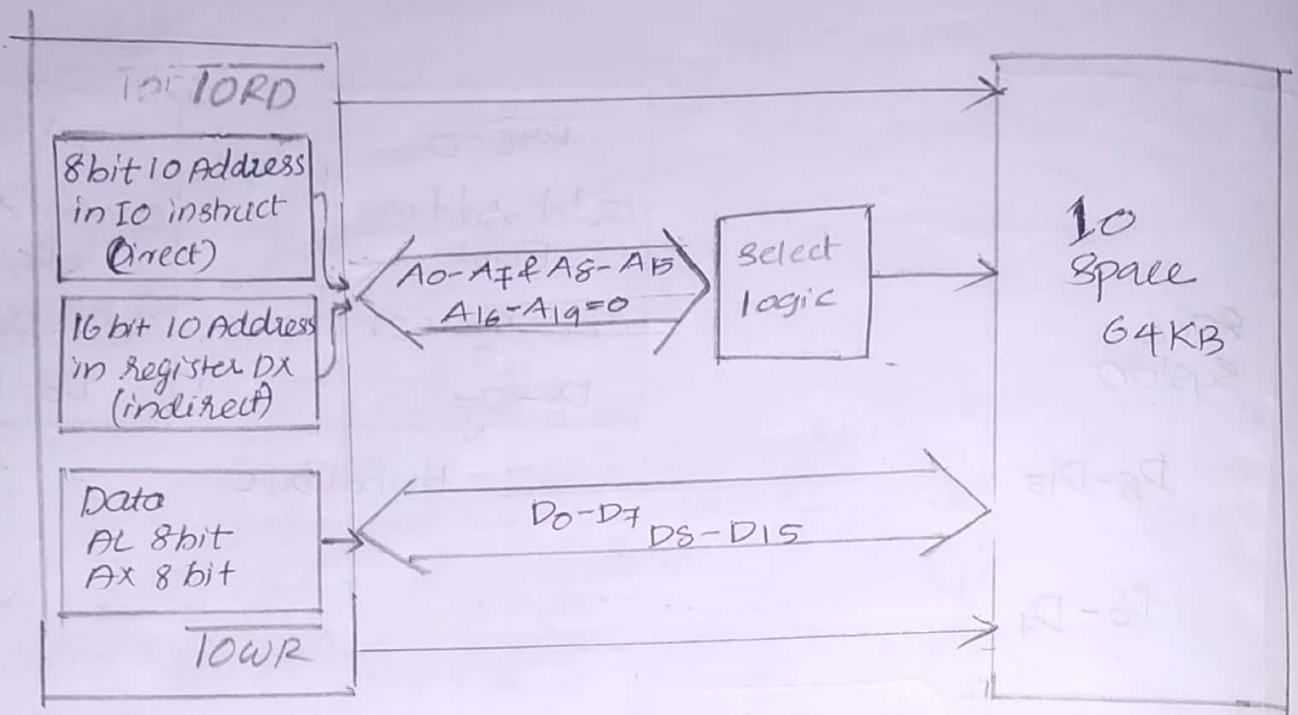 IORD
8bit IO Address
in IO instruct
(Direct)
16 bit IO Address
in register DX
(indirect)
Data
AL 8bit
AX 8 bit
IOWR
A0-A7 & A8-A15
A16-A19=0
Select
logic
D0-D7
D8-D15
IO
Space
64KB